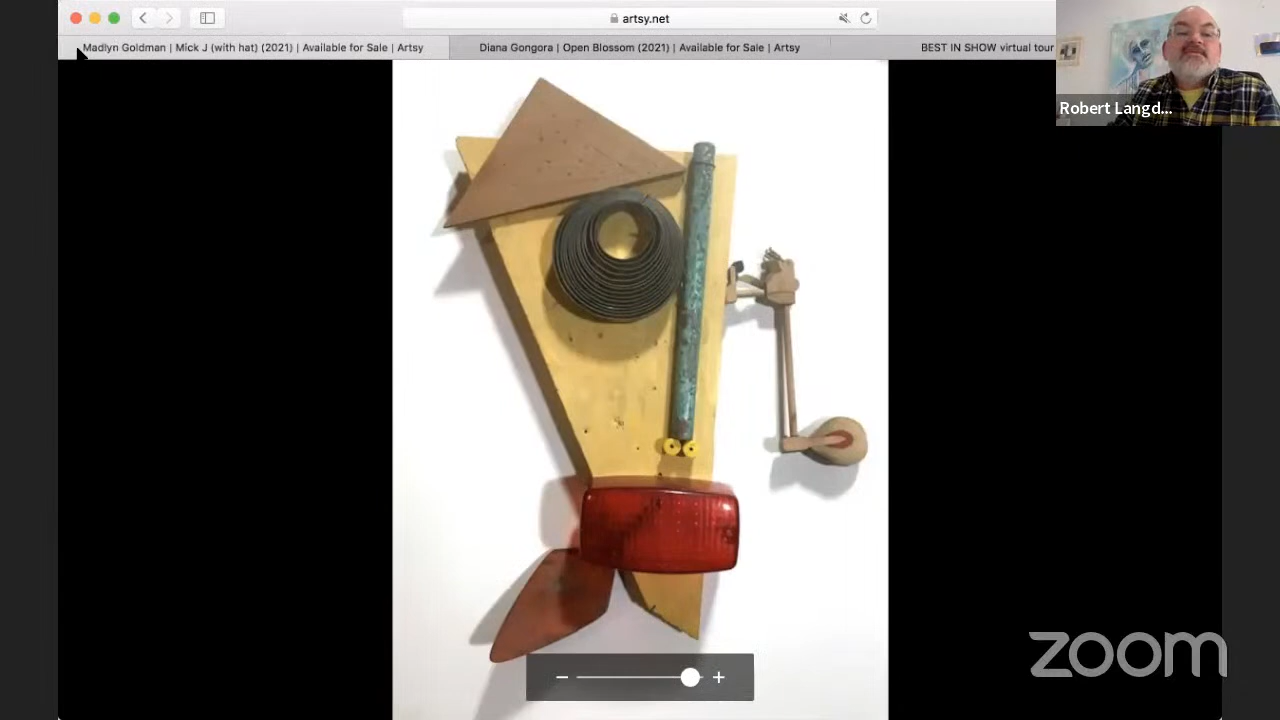 artsy.net
Madlyn Goldman | Mick J (with hat) (2021) | Available for Sale | Artsy
Diana Gongora | Open Blossom (2021) | Available for Sale | Artsy
BEST IN SHOW virtual tour
Robert Langd...
zoom